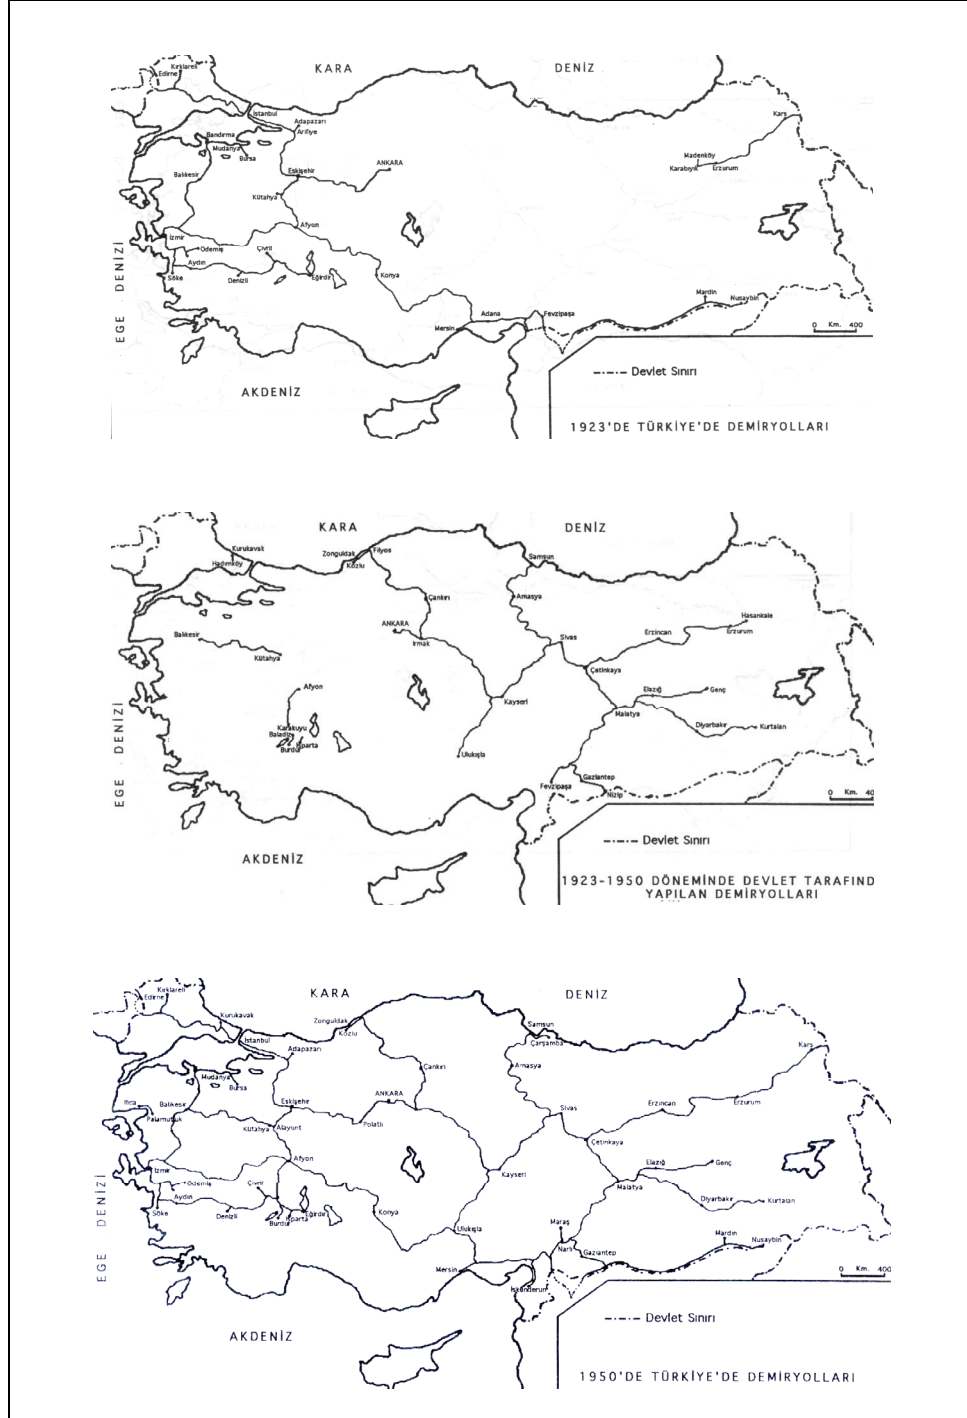 KARA DENİZ
Kırklareli
Edirne
İstanbul
Adapazarı
Arifiye
Kars
Bandırma
Mudanya
Bursa
Madenköy
Karabıyık
Erzurum
ANKARA
Balıkesir
Eskişehir
Kütahya
Afyon
İzmir
Ödemiş
Çivril
Aydın
Söke
Denizli
Eğirdir
Konya
EGE DENİZİ
Mardin
Nusaybin
Adana
Fevzipaşa
Mersin
0 Km. 400
Devlet Sınırı
AKDENİZ
1923'DE TÜRKİYE'DE DEMİRYOLLARI
KARA DENİZ
Kurukavak
Hadımköy
Zonguldak
Filyos
Kozlu
Samsun
Çankırı
Amasya
ANKARA
Irmak
Hasankale
Erzincan
Erzurum
Sivas
Balıkesir
Kütahya
Çetinkaya
Afyon
Elazığ
Genç
Kayseri
Malatya
Diyarbakır
Kurtalan
Karakuyu
Baladız
Isparta
Burdur
Ulukışla
EGE DENİZİ
Fevzipaşa
Gaziantep
Nizip
0 Km. 40
Devlet Sınırı
AKDENİZ
1923-1950 DÖNEMİNDE DEVLET TARAFIND
YAPILAN DEMİRYOLLARI
KARA DENİZ
Kırklareli
Edirne
Kurukavak
İstanbul
Adapazarı
Zonguldak
Kozlu
Samsun
Çarşamba
Kars
Çankırı
Amasya
Mudanya
Bursa
Ilıca
Balıkesir
Palamutluk
Eskişehir
ANKARA
Polatlı
Kütahya
Alayunt
Sivas
Erzincan
Erzurum
Çetinkaya
Afyon
İzmir
Ödemiş
Çivril
Aydın
Söke
Denizli
Burdur
Isparta
Eğirdir
Konya
Kayseri
Elazığ
Genç
Malatya
Diyarbakır
Kurtalan
Ulukışla
Maraş
Narlı
Gaziantep
Mardin
Nusaybin
Mersin
İskenderun
EGE DENİZİ
0 Km. 400
Devlet Sınırı
AKDENİZ
1950'DE TÜRKİYE'DE DEMİRYOLLARI